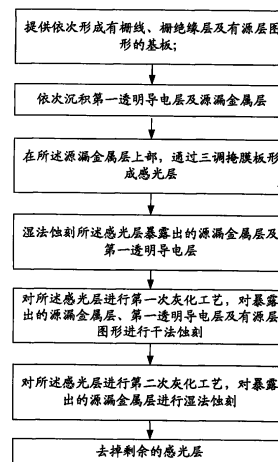 提供依次形成有栅线、栅绝缘层及有源层图
形的基板;
依次沉积第一透明导电层及源漏金属层
在所述源漏金属层上部，通过三调掩膜板形
成感光层
湿法蚀刻所述感光层暴露出的源漏金属层及
第一透明导电层
对所述感光层进行第一次灰化工艺，对暴露
出的源漏金属层、第一透明导电层及有源层
图形进行干法蚀刻
对所述感光层进行第二次灰化工艺，对暴露
出的源漏金属层进行湿法蚀刻
去掉剩余的感光层